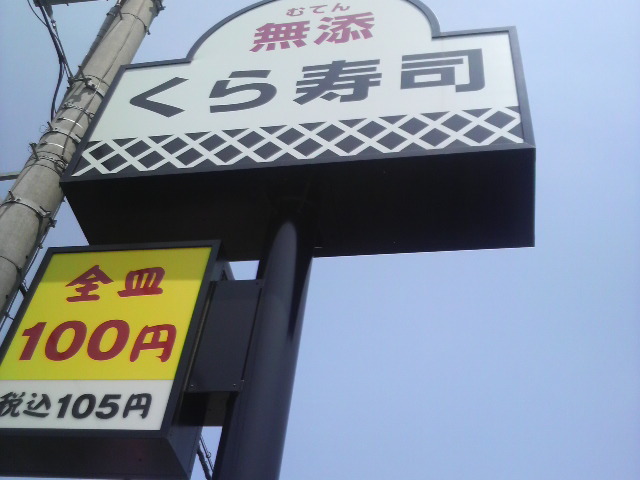 むてん
無添
くら寿司
全皿
100円
税込105円